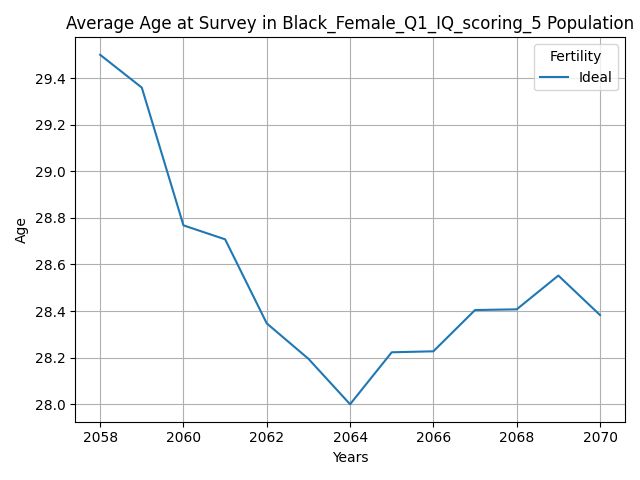 Average Age at Survey in Black_Female_Q1_IQ_scoring_5 Population
Fertility
Ideal
29.4
29.2
29.0
28.8
28.6
28.4
28.2
28.0
Age
2058 2060 2062 2064 2066 2068 2070
Years